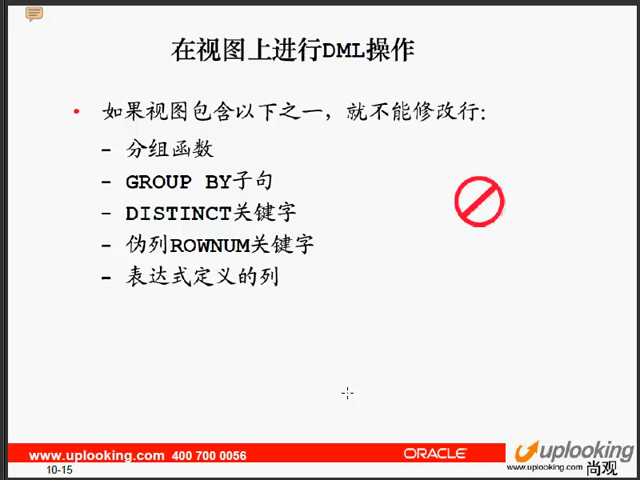 在视图上进行DML操作
• 如果视图包含以下之一，就不能修改行:
– 分组函数
– GROUP BY子句
– DISTINCT关键字
– 伪列ROWNUM关键字
– 表达式定义的列
www.uplooking.com 400 700 0056
ORACLE
uplooking
www.uplooking.com 尚观
10-15